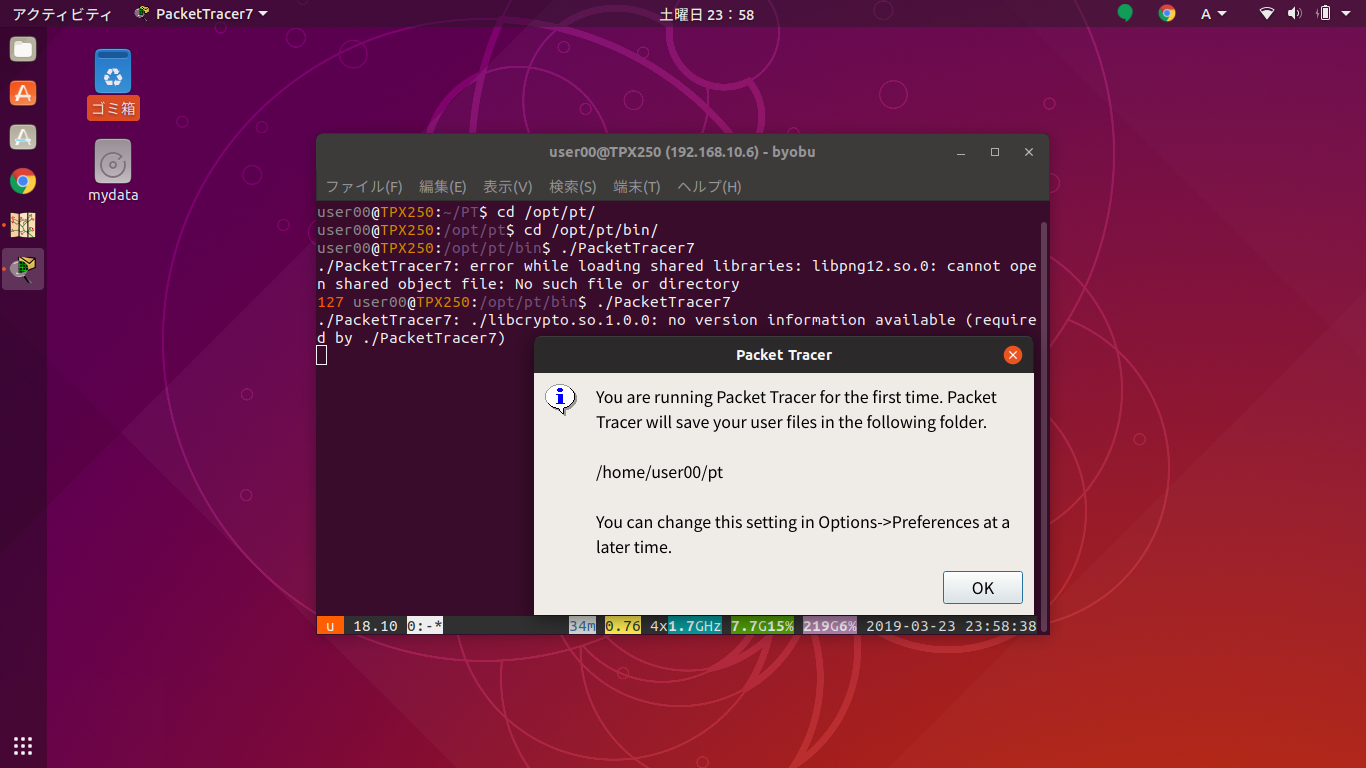 アクティビティ PacketTracer7 土曜日 23：58 A
ゴミ箱
mydata
user00@TPX250 (192.168.10.6) - byobu
ファイル(F) 編集(E) 表示(V) 検索(S) 端末(T) ヘルプ(H)
user00@TPX250:~/PT$ cd /opt/pt/
user00@TPX250:/opt/pt$ cd /opt/pt/bin/
user00@TPX250:/opt/pt/bin$ ./PacketTracer7
./PacketTracer7: error while loading shared libraries: libpng12.so.0: cannot ope
n shared object file: No such file or directory
127 user00@TPX250:/opt/pt/bin$ ./PacketTracer7
./PacketTracer7: ./libcrypto.so.1.0.0: no version information available (require
d by ./PacketTracer7)
Packet Tracer
You are running Packet Tracer for the first time. Packet
Tracer will save your user files in the following folder.
/home/user00/pt
You can change this setting in Options->Preferences at a
later time.
OK
u 18.10 0:-* 34m 0.76 4x1.7GHz 7.7G15% 219G6% 2019-03-23 23:58:38